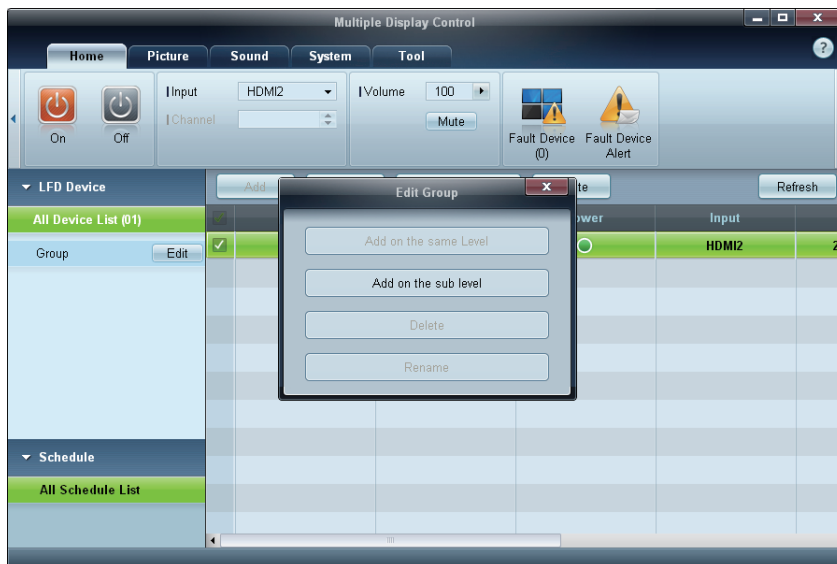 Multiple Display Control
Home Picture Sound System Tool
?
Input HDMI2 Volume 100
Channel Mute
On Off Fault Device (0) Fault Device Alert
LFD Device Add Refresh
Edit Group
All Device List (01) Input
Group Edit HDMI2 2
Add on the same Level
Add on the sub level
Delete
Rename
Schedule
All Schedule List